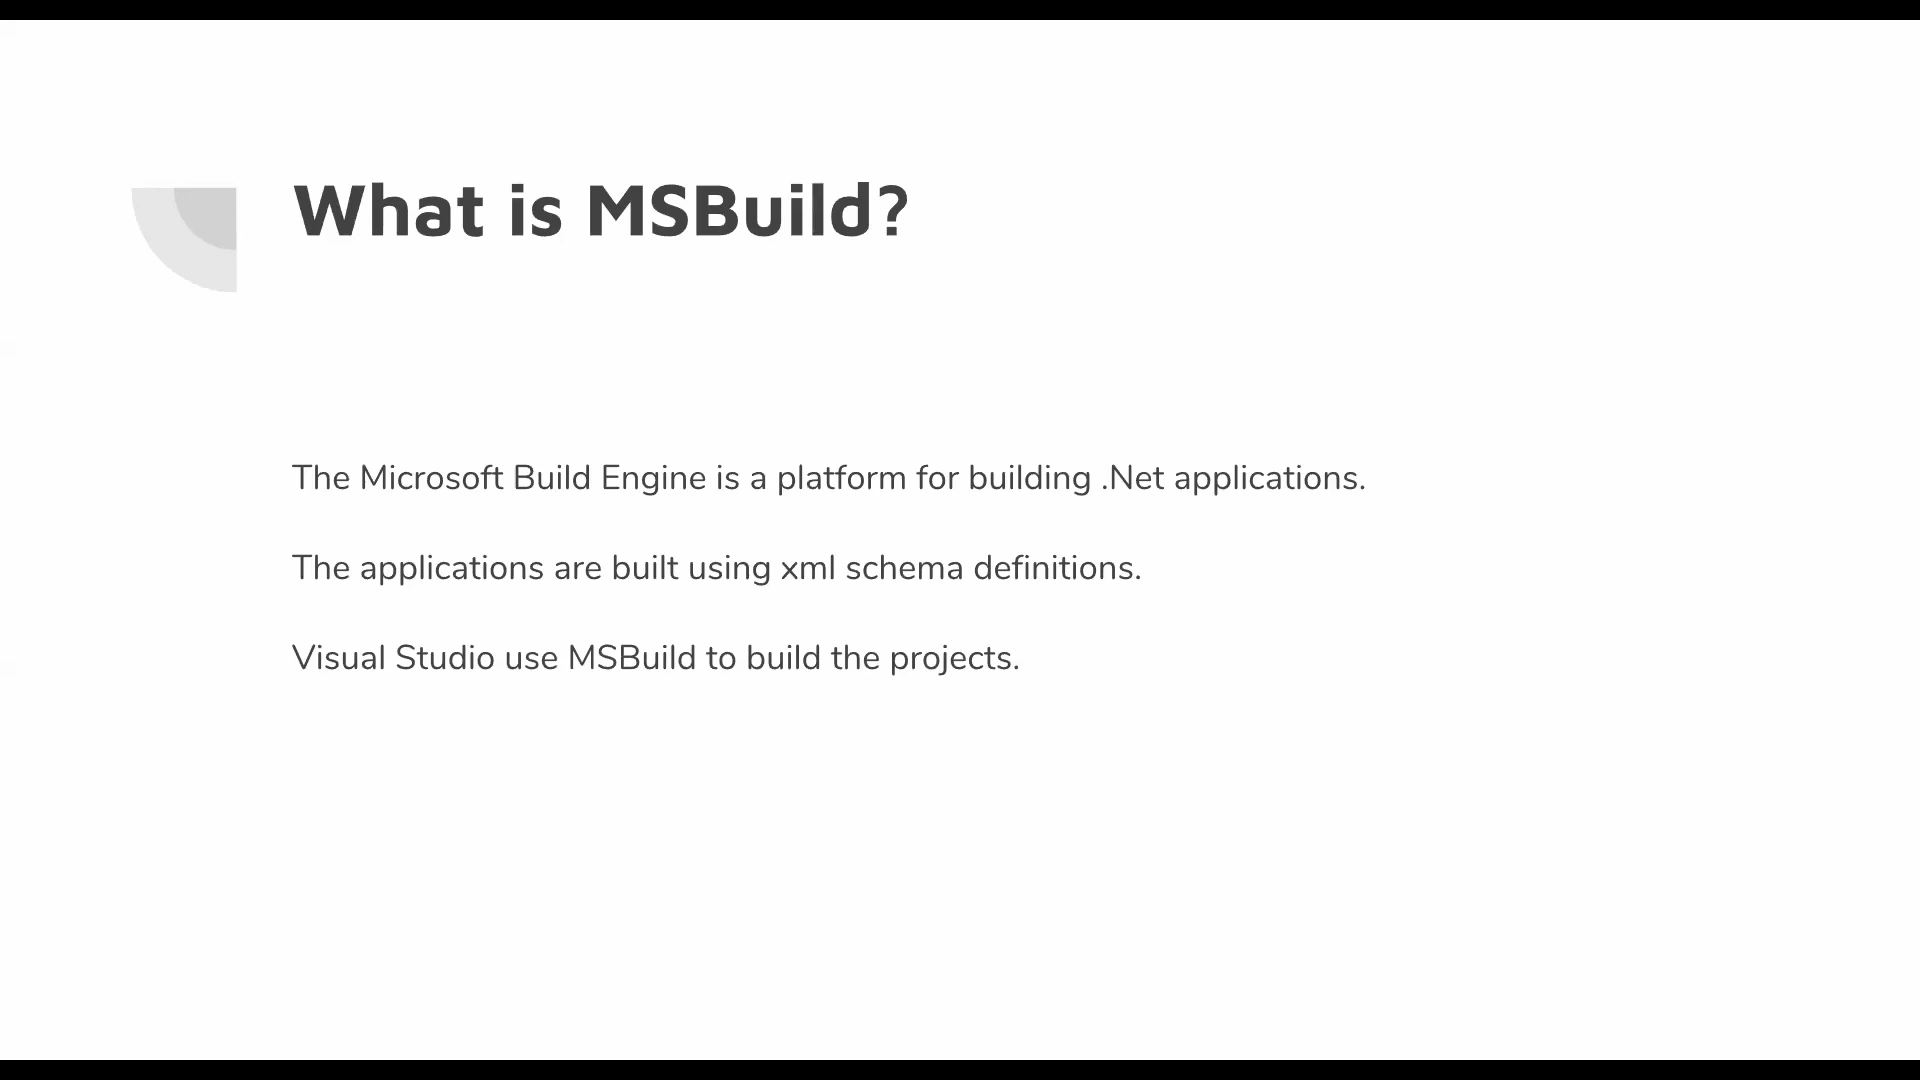 What is MSBuild?
The Microsoft Build Engine is a platform for building .Net applications.
The applications are built using xml schema definitions.
Visual Studio use MSBuild to build the projects.